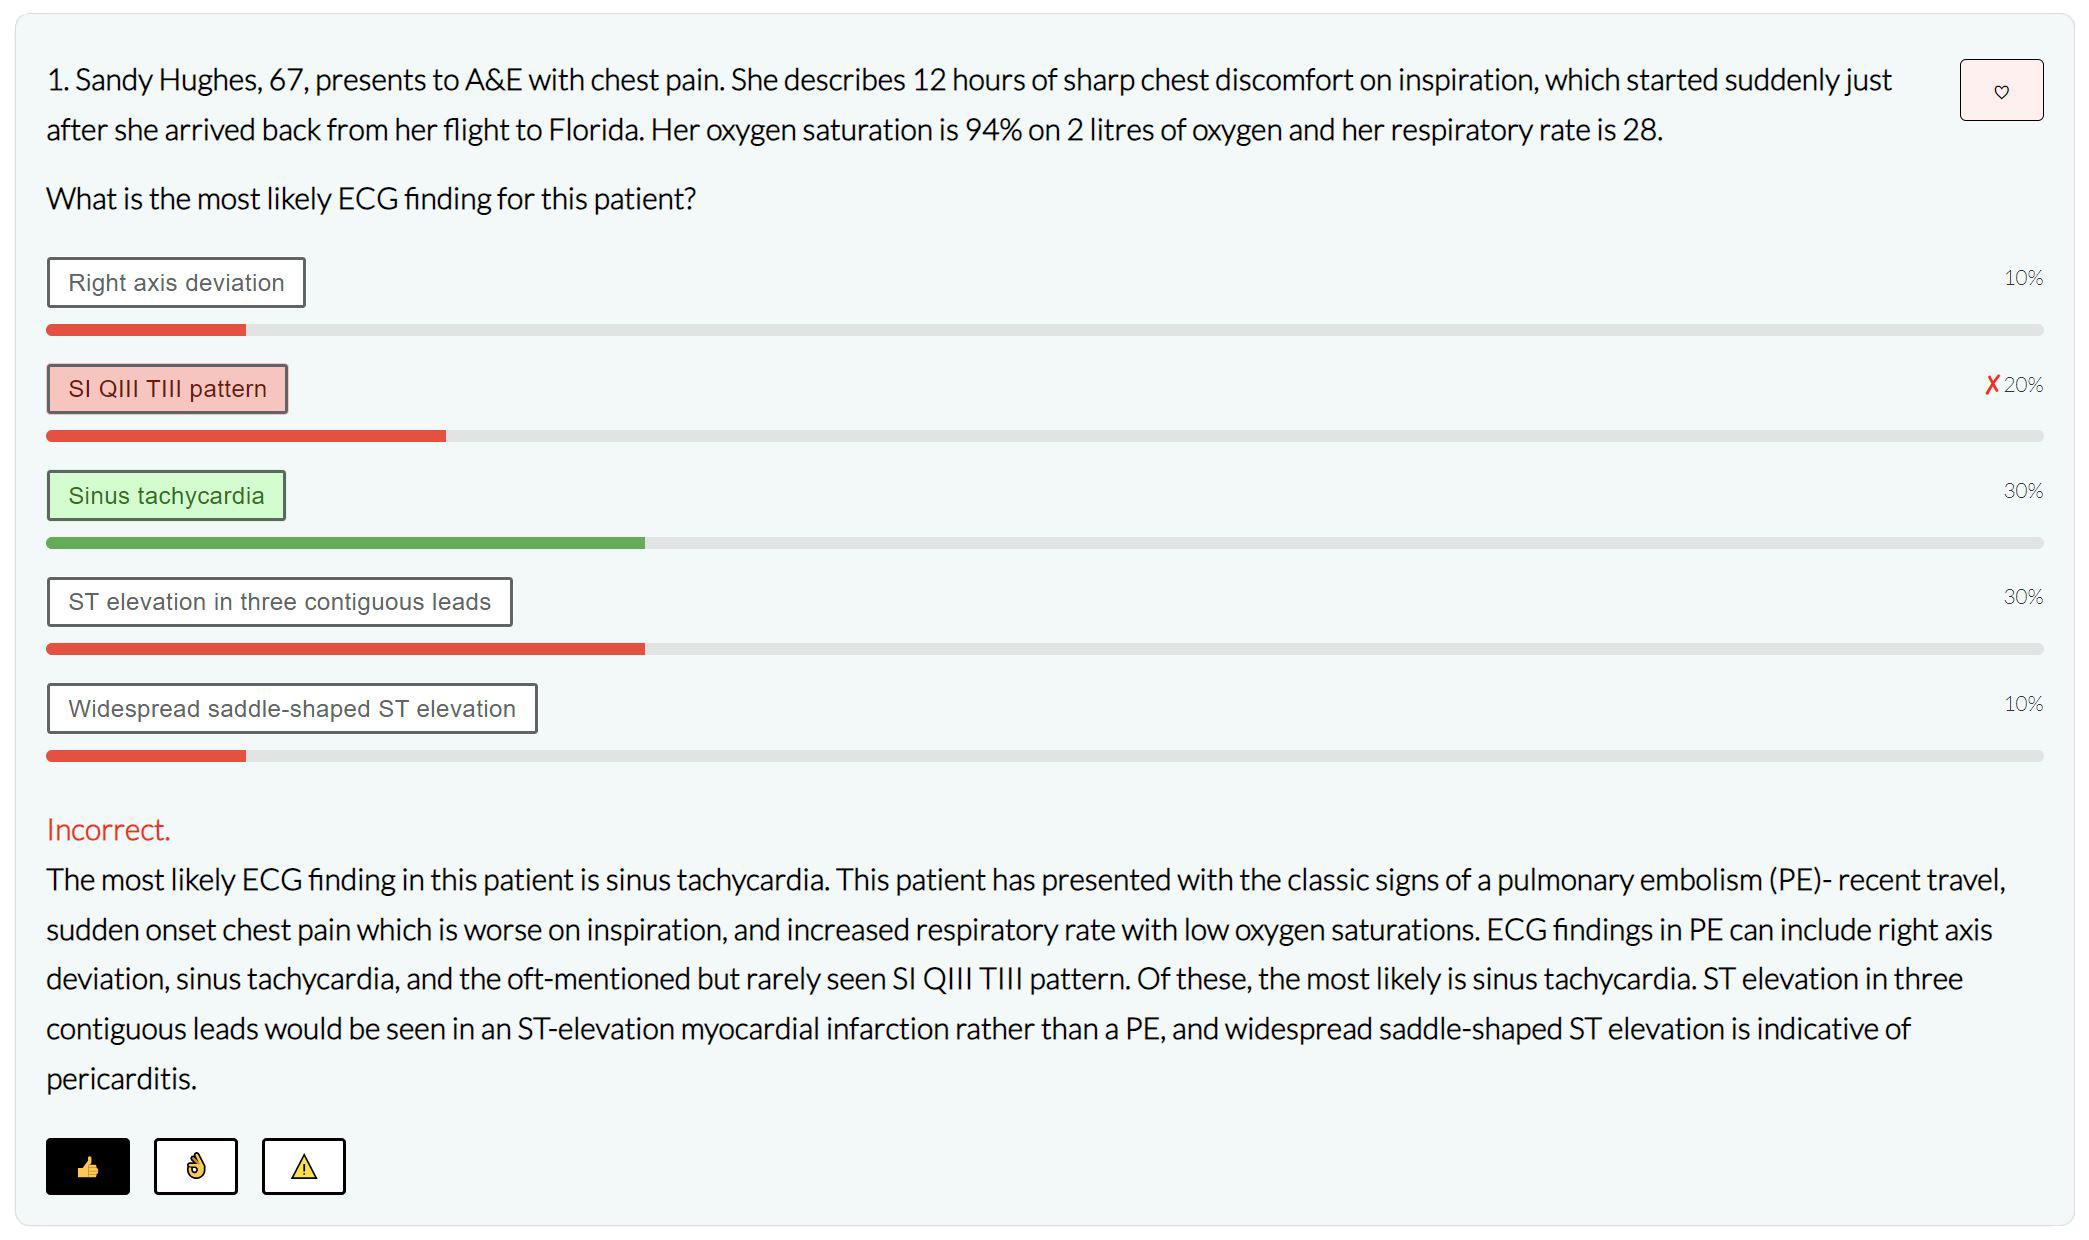 1. Sandy Hughes, 67, presents to A&E with chest pain. She describes 12 hours of sharp chest discomfort on inspiration, which started suddenly just
after she arrived back from her flight to Florida. Her oxygen saturation is 94% on 2 litres of oxygen and her respiratory rate is 28.
What is the most likely ECG finding for this patient?
Right axis deviation 10%
SI QIII TIII pattern ✗20%
Sinus tachycardia 30%
ST elevation in three contiguous leads 30%
Widespread saddle-shaped ST elevation 10%
Incorrect.
The most likely ECG finding in this patient is sinus tachycardia. This patient has presented with the classic signs of a pulmonary embolism (PE)- recent travel,
sudden onset chest pain which is worse on inspiration, and increased respiratory rate with low oxygen saturations. ECG findings in PE can include right axis
deviation, sinus tachycardia, and the oft-mentioned but rarely seen SI QIII TIII pattern. Of these, the most likely is sinus tachycardia. ST elevation in three
contiguous leads would be seen in an ST-elevation myocardial infarction rather than a PE, and widespread saddle-shaped ST elevation is indicative of
pericarditis.